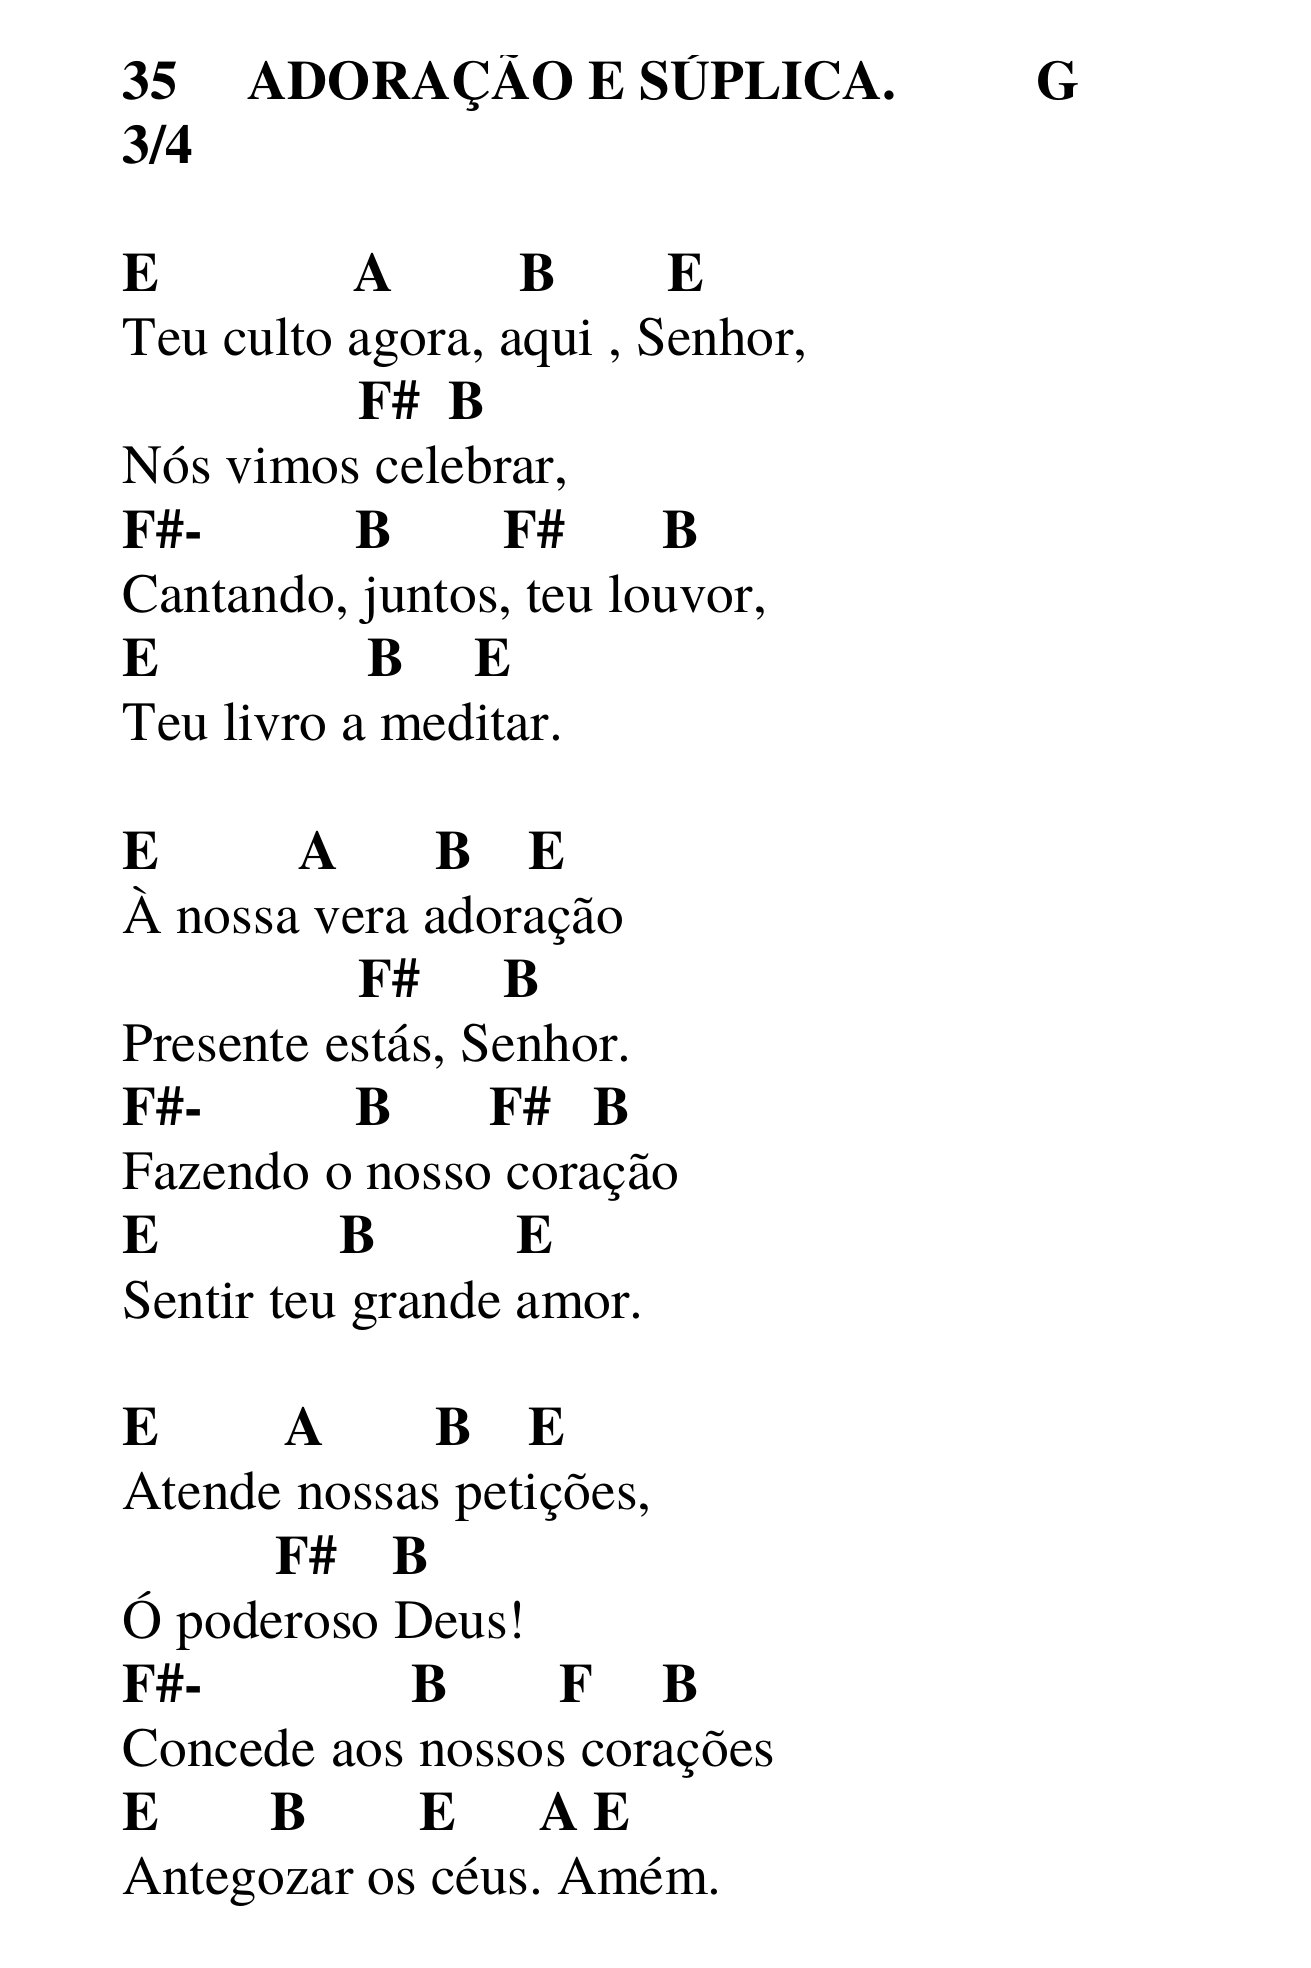 35 ADORAÇÃO E SÚPLICA. G
3/4
E A B E
Teu culto agora, aqui , Senhor,
F# B
Nós vimos celebrar,
F#- B F# B
Cantando, juntos, teu louvor,
E B E
Teu livro a meditar.
E A B E
À nossa vera adoração
F# B
Presente estás, Senhor.
F#- B F# B
Fazendo o nosso coração
E B E
Sentir teu grande amor.
E A B E
Atende nossas petições,
F# B
Ó poderoso Deus!
F#- B F B
Concede aos nossos corações
E B E A E
Antegozar os céus. Amém.